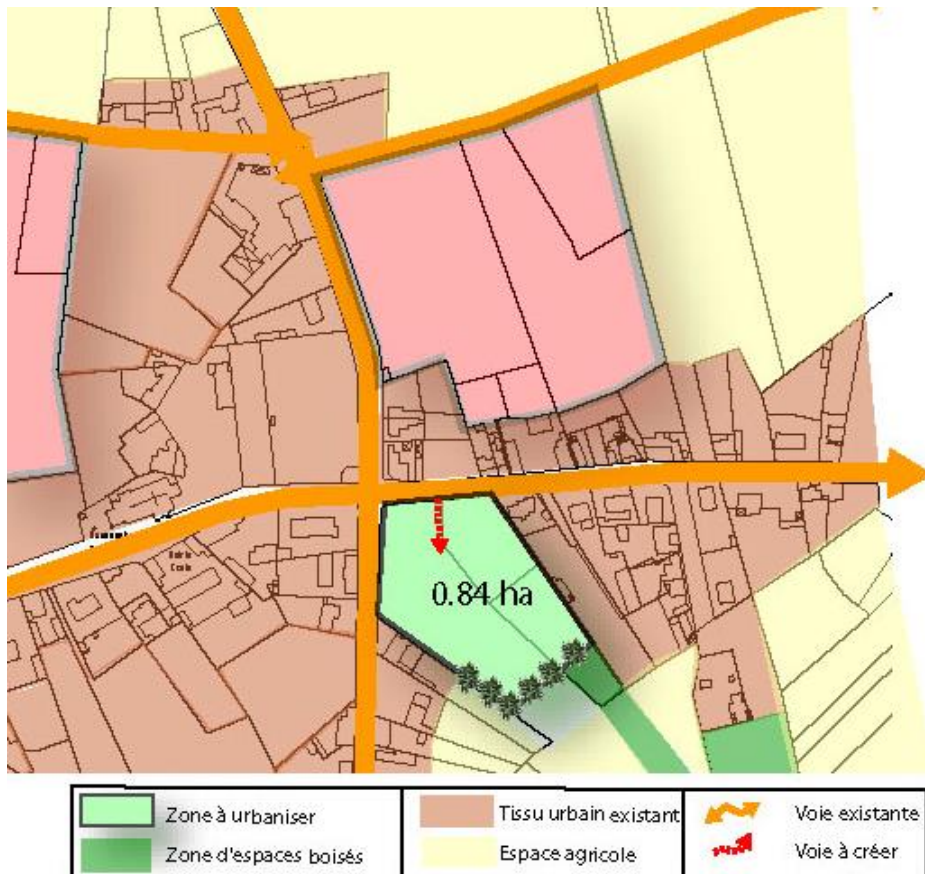 0.84 ha
Zone à urbaniser
Zone d'espaces boisés
Tissu urbain existant
Espace agricole
Voie existante
Voie à créer